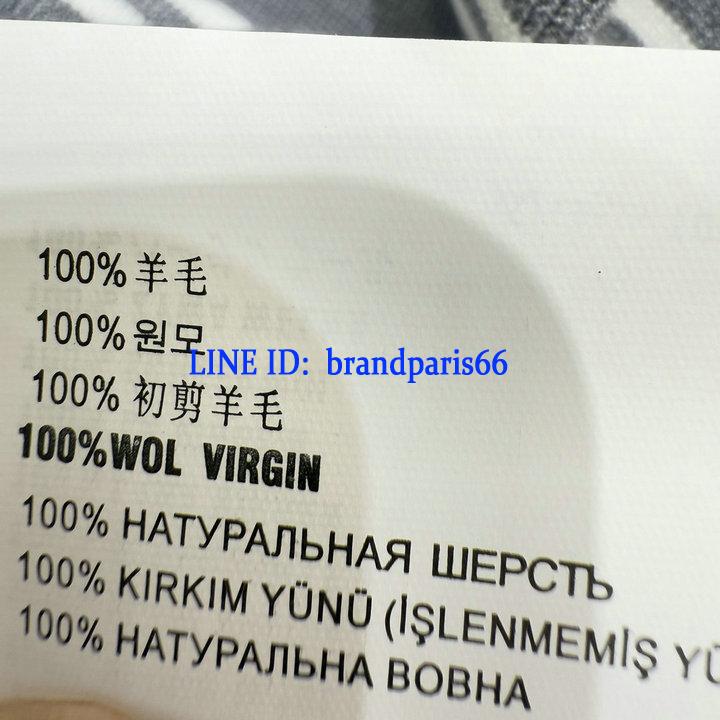 100% 羊毛
100% 원모
LINE ID: brandparis66
100% 初剪羊毛
100%WOL VIRGIN
100% НАТУРАЛЬНАЯ ШЕРСТЬ
100% KIRKIM YÜNÜ (İŞLENMEMİŞ
100% НАТУРАЛЬНА ВОВНА